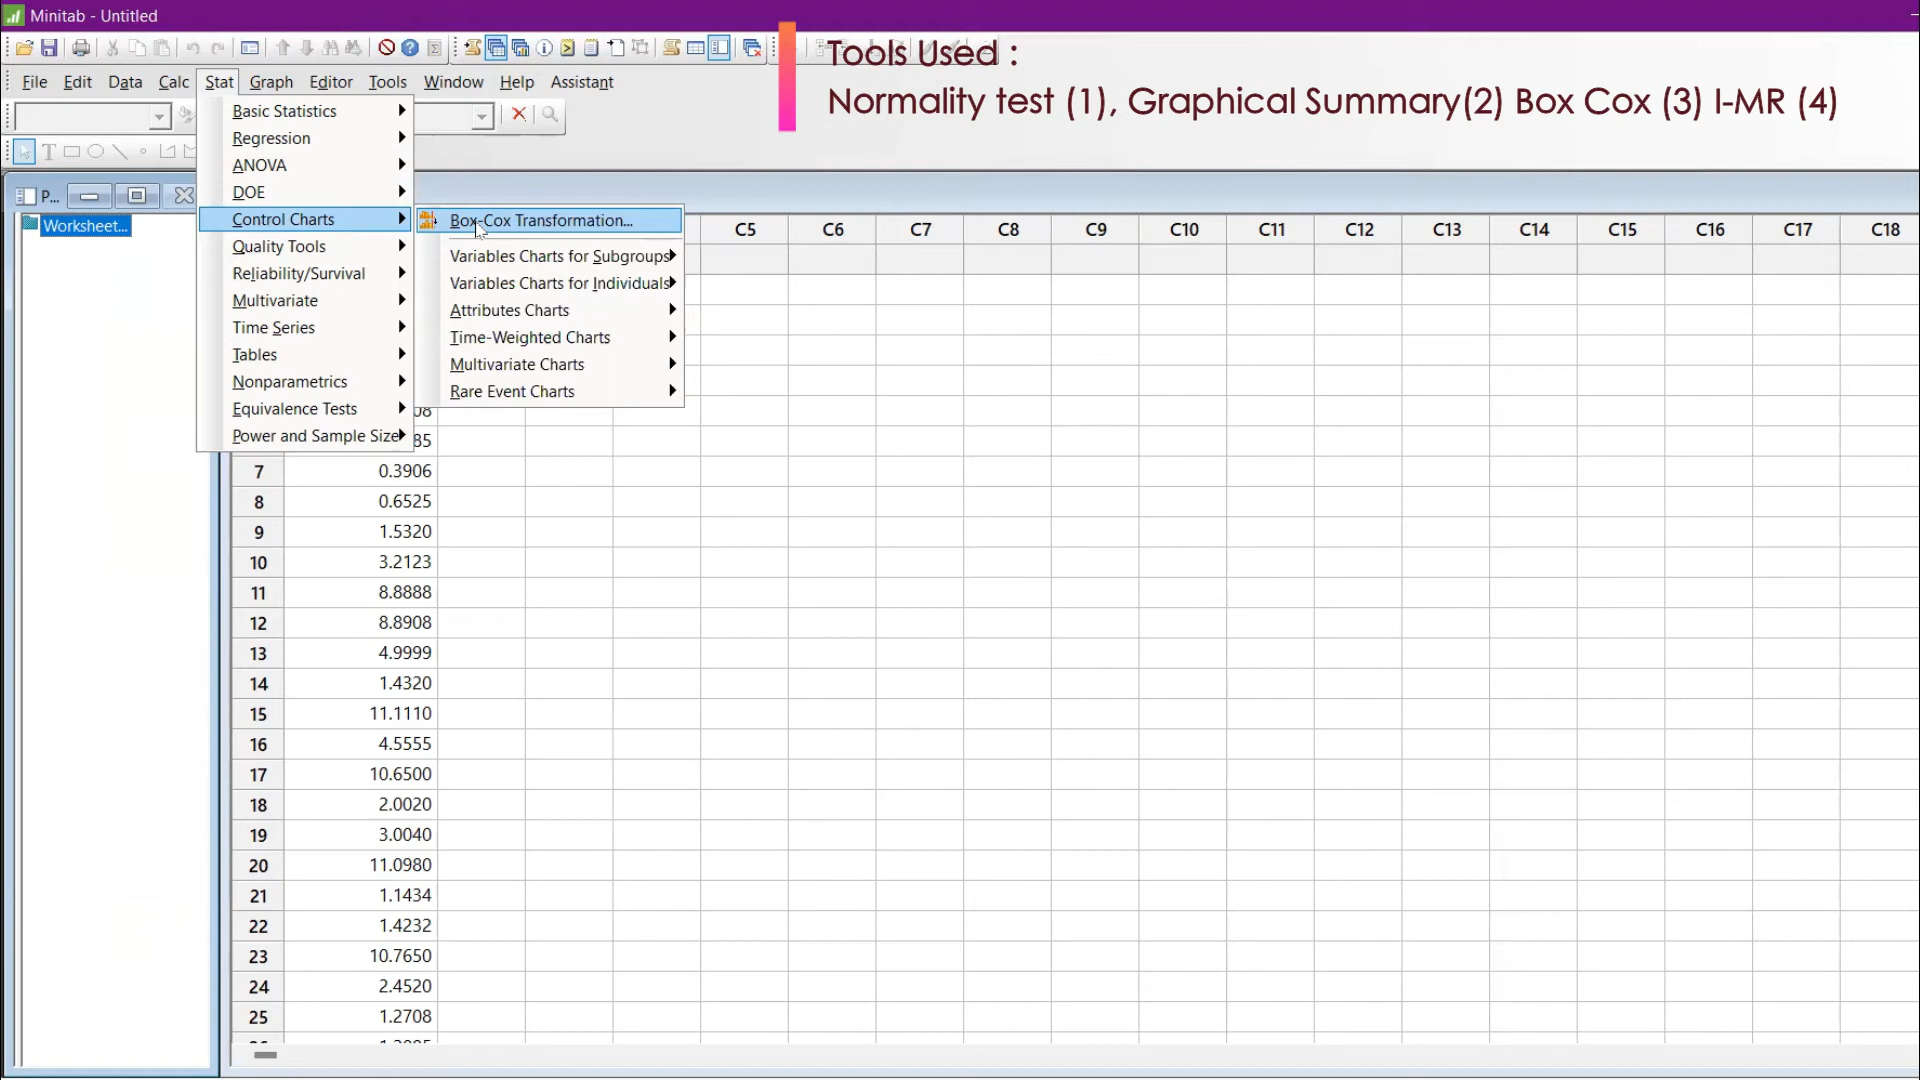 Minitab - Untitled
Tools Used :
Normality test (1), Graphical Summary(2) Box Cox (3) I-MR (4)
File Edit Data Calc Stat Graph Editor Tools Window Help Assistant
Basic Statistics
Regression
ANOVA
DOE
Control Charts
Quality Tools
Reliability/Survival
Multivariate
Time Series
Tables
Nonparametrics
Equivalence Tests
Power and Sample Size
Box-Cox Transformation...
Variables Charts for Subgroups
Variables Charts for Individuals
Attributes Charts
Time-Weighted Charts
Multivariate Charts
Rare Event Charts
P...
Worksheet...
C5 C6 C7 C8 C9 C10 C11 C12 C13 C14 C15 C16 C17 C18
85
7 0.3906
8 0.6525
9 1.5320
10 3.2123
11 8.8888
12 8.8908
13 4.9999
14 1.4320
15 11.1110
16 4.5555
17 10.6500
18 2.0020
19 3.0040
20 11.0980
21 1.1434
22 1.4232
23 10.7650
24 2.4520
25 1.2708